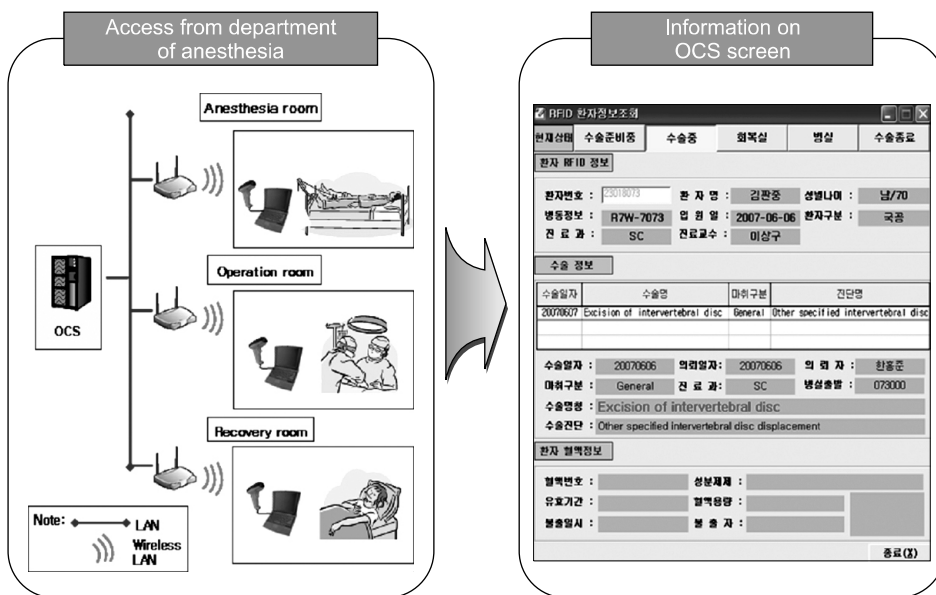 Access from department
of anesthesia
Anesthesia room
Operation room
OCS
Recovery room
Note:
LAN
Wireless
LAN
Information on
OCS screen
RFID 환자정보조회
현재상태 수술준비중 수술중 회복실 병실 수술종료
환자 RFID 정보
환자번호 : 23018073 환 자 명 : 김판중 성별나이 : 남/70
병동정보 : R7W-7073 입 원 일 : 2007-06-06 환자구분 : 국공
진 료 과 : SC 진료교수 : 이상구
수술 정보
수술일자 수술명 마취구분 진단명
20070607 Excision of intervertebral disc General Other specified intervertebral disc
수술일자 : 20070606 의뢰일자: 20070606 의 뢰 자 : 한홍준
마취구분 : General 진 료 과: SC 병실출발 : 073000
수술명칭 : Excision of intervertebral disc
수술진단 : Other specified intervertebral disc displacement
환자 혈액정보
혈액번호 : 성분제제 :
유효기간 : 혈액용량 :
불출일시 : 불 출 자 :
종료(X)